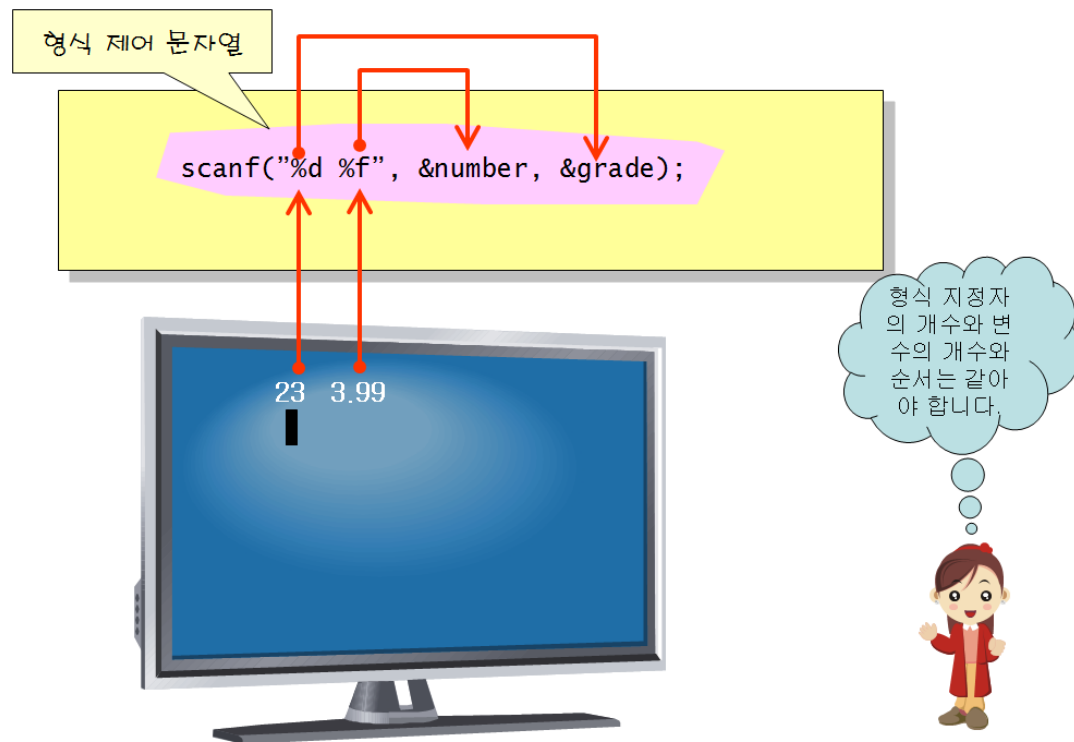 형식 제어 문자열
scanf(”%d %f”, &number, &grade);
23 3.99
형식 지정자
의 개수와 변
수의 개수와
순서는 같아
야 합니다.